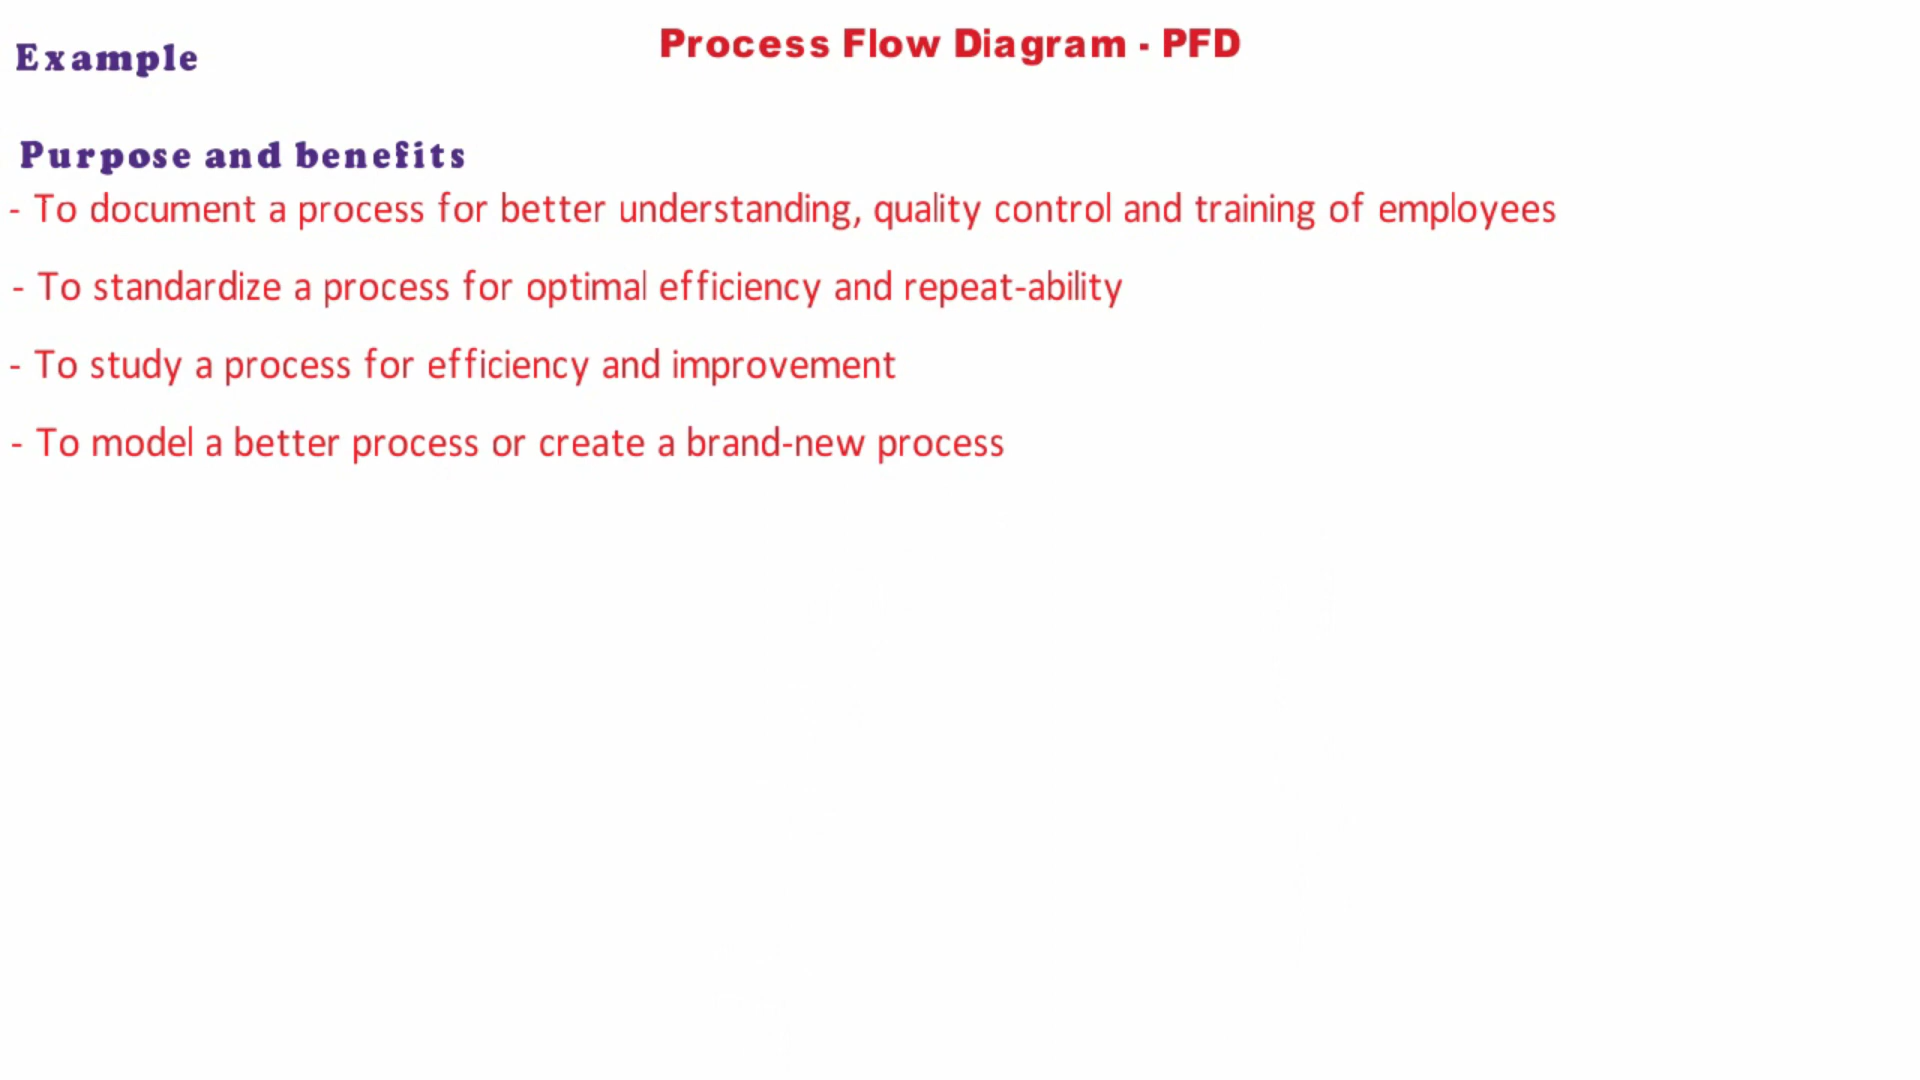 Process Flow Diagram - PFD
Example
Purpose and benefits
- To document a process for better understanding, quality control and training of employees
- To standardize a process for optimal efficiency and repeat-ability
- To study a process for efficiency and improvement
- To model a better process or create a brand-new process